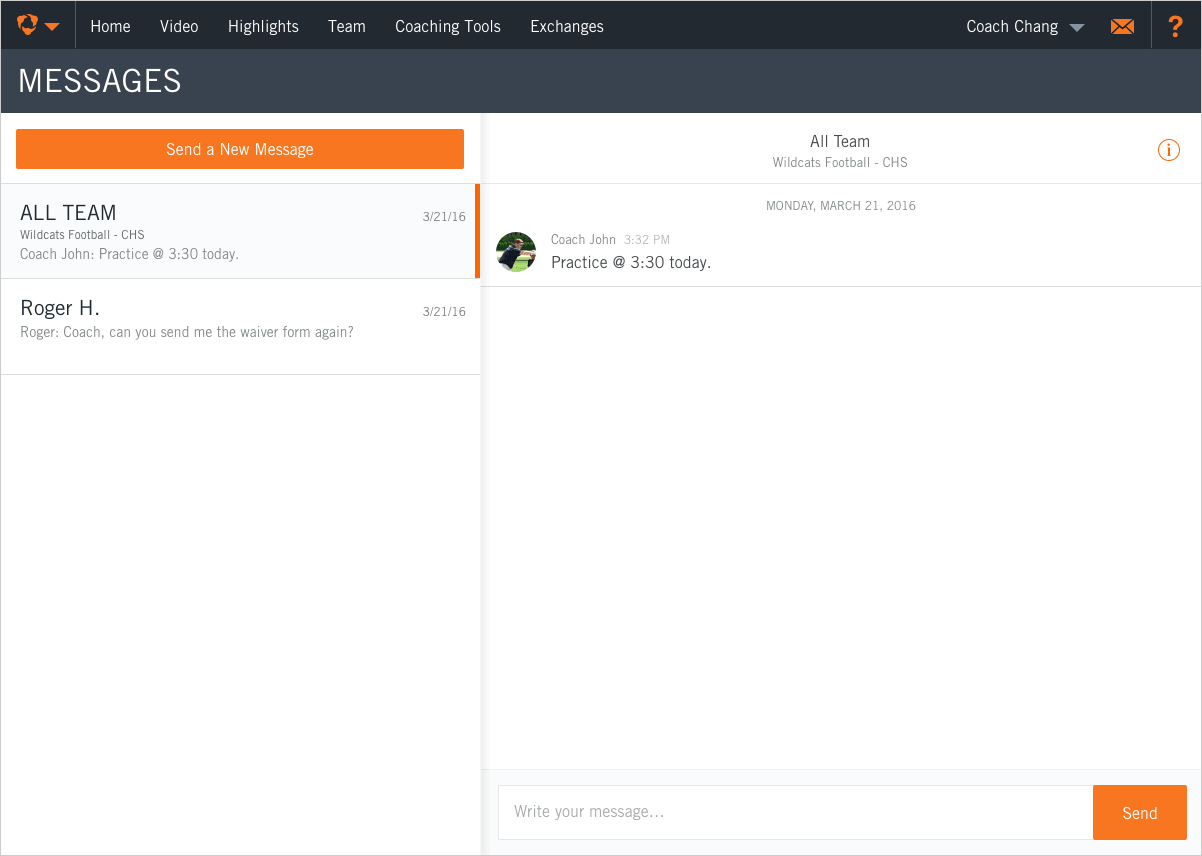 Home Video Highlights Team Coaching Tools Exchanges Coach Chang ?
MESSAGES
Send a New Message
ALL TEAM 3/21/16
Wildcats Football - CHS
Coach John: Practice @ 3:30 today.
Roger H. 3/21/16
Roger: Coach, can you send me the waiver form again?
All Team
Wildcats Football - CHS
MONDAY, MARCH 21, 2016
Coach John 3:32 PM
Practice @ 3:30 today.
Write your message...
Send